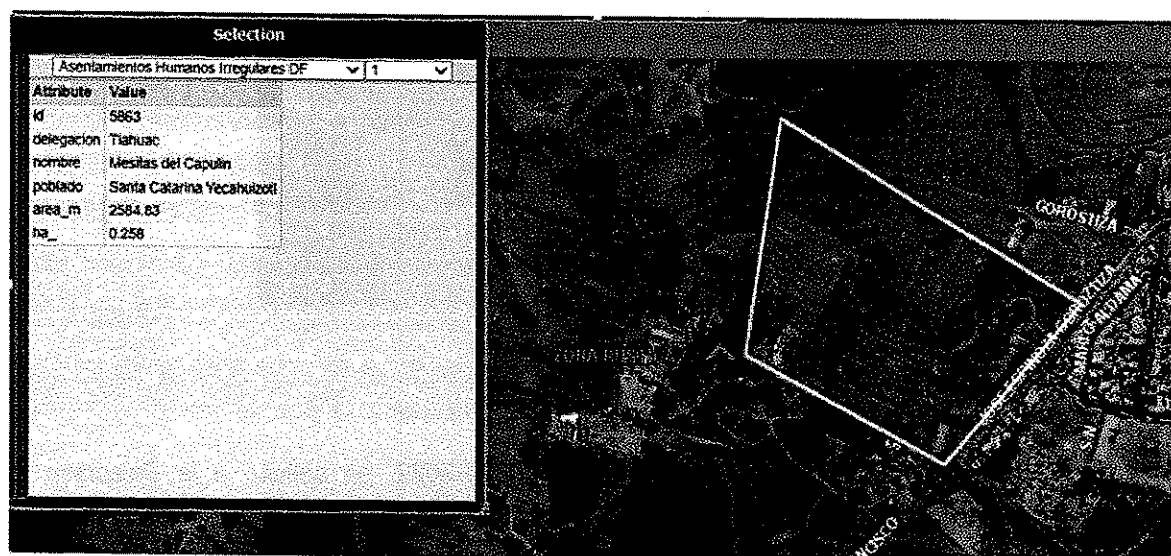 Selection
Asentamientos Humanos Irregulares DF 1
Attribute Value
id 5863
delegacion Tlahuac
nombre Mesitas del Capulin
poblado Santa Catarina Yecahuizotl
area_m 2584.83
ha_ 0.258
GOROSTIZA
ALDAMA